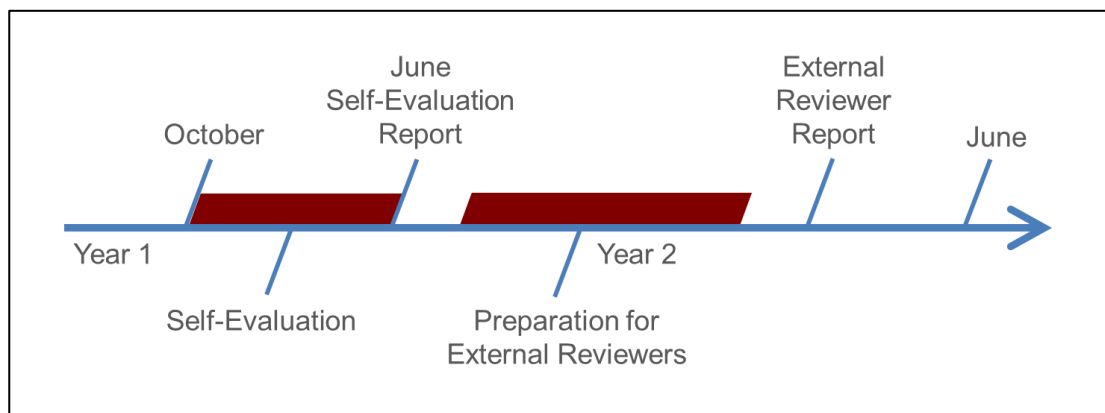 October
June
Self-Evaluation
Report
External
Reviewer
Report
June
Year 1
Year 2
Self-Evaluation
Preparation for
External Reviewers